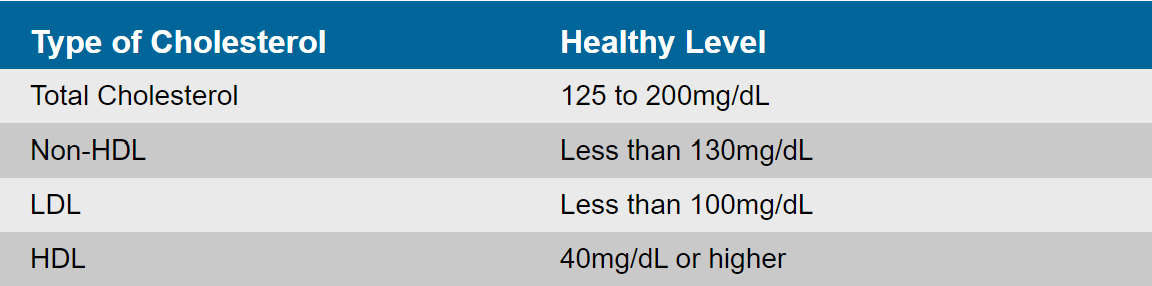 Type of Cholesterol Healthy Level
Total Cholesterol 125 to 200mg/dL
Non-HDL Less than 130mg/dL
LDL Less than 100mg/dL
HDL 40mg/dL or higher